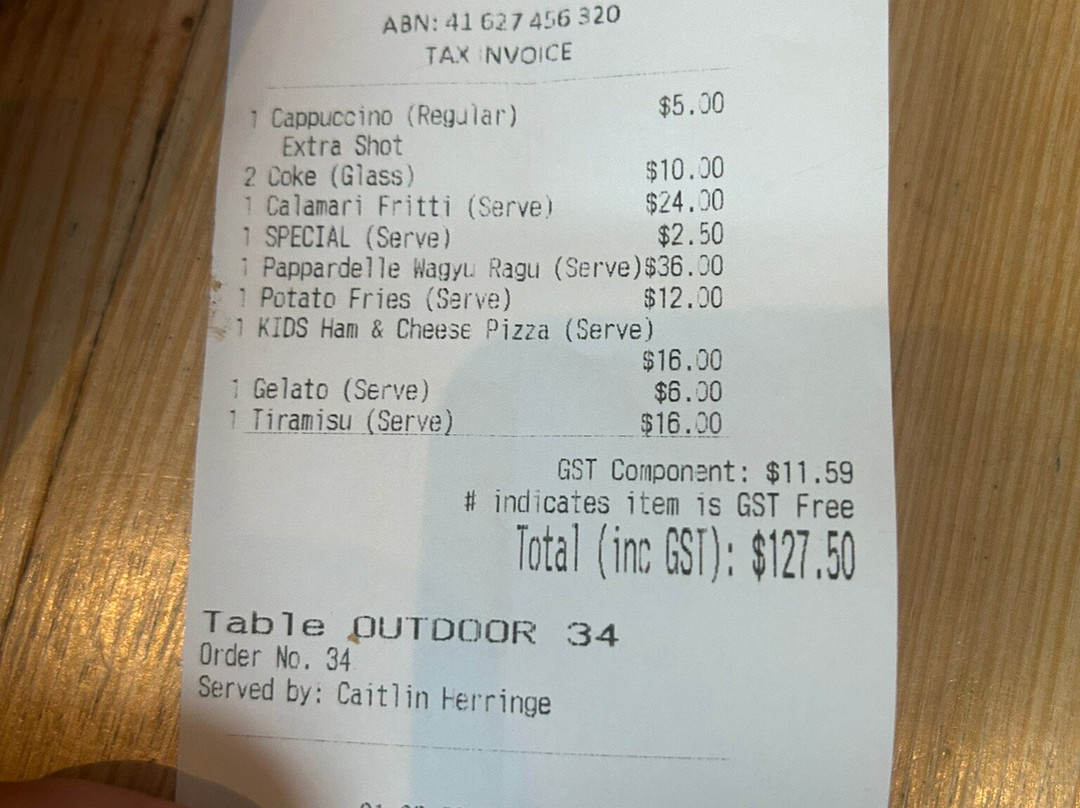 ABN: 41 627 456 320
TAX INVOICE
1 Cappuccino (Regular) $5.00
Extra Shot
2 Coke (Glass) $10.00
1 Calamari Fritti (Serve) $24.00
1 SPECIAL (Serve) $2.50
1 Pappardelle Wagyu Ragu (Serve) $36.00
1 Potato Fries (Serve) $12.00
1 KIDS Ham & Cheese Pizza (Serve)
$16.00
1 Gelato (Serve) $6.00
1 Tiramisu (Serve) $16.00
GST Component: $11.59
# indicates item is GST Free
Total (inc GST): $127.50
Table OUTDOOR 34
Order No. 34
Served by: Caitlin Herringe